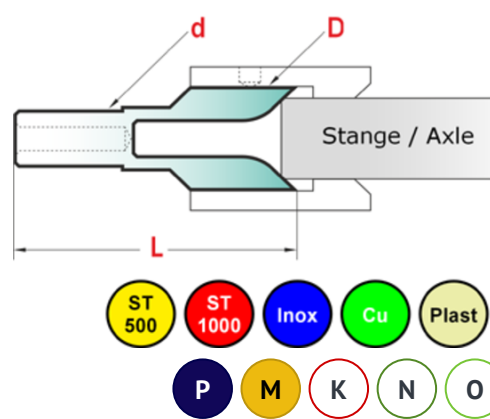 d
D
Stange / Axle
L
ST
500
ST
1000
Inox
Cu
Plast
P
M
K
N
O